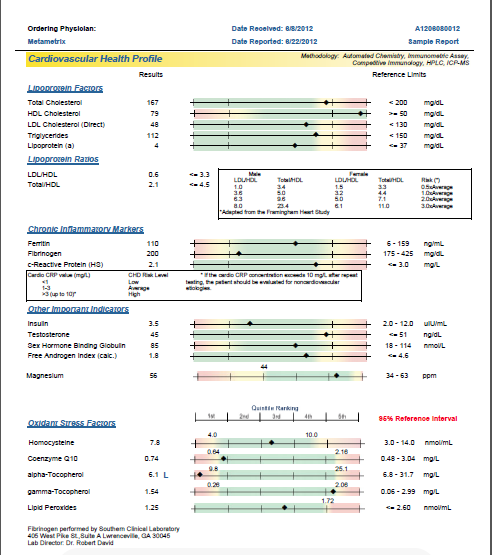 Ordering Physician: Date Received: 6/8/2012 A1206080012
Metametrix Date Reported: 6/22/2012 Sample Report
Cardiovascular Health Profile Methodology: Automated Chemistry, Immunometric Assay,
Competitive Immunology, HPLC, ICP-MS
Results Reference Limits
Lipoprotein Factors
Total Cholesterol 167 < 200 mg/dL
HDL Cholesterol 79 >= 50 mg/dL
LDL Cholesterol (Direct) 48 < 130 mg/dL
Triglycerides 112 < 150 mg/dL
Lipoprotein (a) 4 <= 37 mg/dL
Lipoprotein Ratios
Male Female
LDL/HDL Total/HDL LDL/HDL Total/HDL Risk (*)
LDL/HDL 0.6 <= 3.3
1.0 3.4 1.5 3.3 0.5xAverage
Total/HDL 2.1 <= 4.5
3.6 5.0 3.2 4.4 1.0xAverage
6.3 9.6 5.0 7.1 2.0xAverage
8.0 23.4 6.1 11.0 3.0xAverage
*Adapted from the Framingham Heart Study
Chronic Inflammatory Markers
Ferritin 110 6 - 159 ng/mL
Fibrinogen 200 175 - 425 mg/dL
c-Reactive Protein (HS) 2.1 <= 3.0 mg/L
Cardio CRP value (mg/L) CHD Risk Level * If the cardio CRP concentration exceeds 10 mg/L after repeat
<1 Low testing, the patient should be evaluated for noncardiovascular
1-3 Average etiologies.
>3 (up to 10)* High
Other Important Indicators
Insulin 3.5 2.0 - 12.0 uIU/mL
Testosterone 45 <= 51 ng/dL
Sex Hormone Binding Globulin 85 18 - 114 nmol/L
Free Androgen Index (calc.) 1.8 <= 4.6
44
Magnesium 56 34 - 63 ppm
Quintile Ranking
1st 2nd 3rd 4th 5th 95% Reference Interval
Oxidant Stress Factors
4.0 10.0
Homocysteine 7.8 3.0 - 14.0 nmol/mL
0.64 2.16
Coenzyme Q10 0.74 0.48 - 3.04 mg/L
9.8 25.1
alpha-Tocopherol 6.1 L 6.8 - 31.7 mg/L
0.26 2.06
gamma-Tocopherol 1.54 0.06 - 2.99 mg/L
1.72
Lipid Peroxides 1.25 <= 2.60 nmol/mL
Fibrinogen performed by Southern Clinical Laboratory
405 West Pike St.,Suite A Lwrenceville, GA 30045
Lab Director: Dr. Robert David